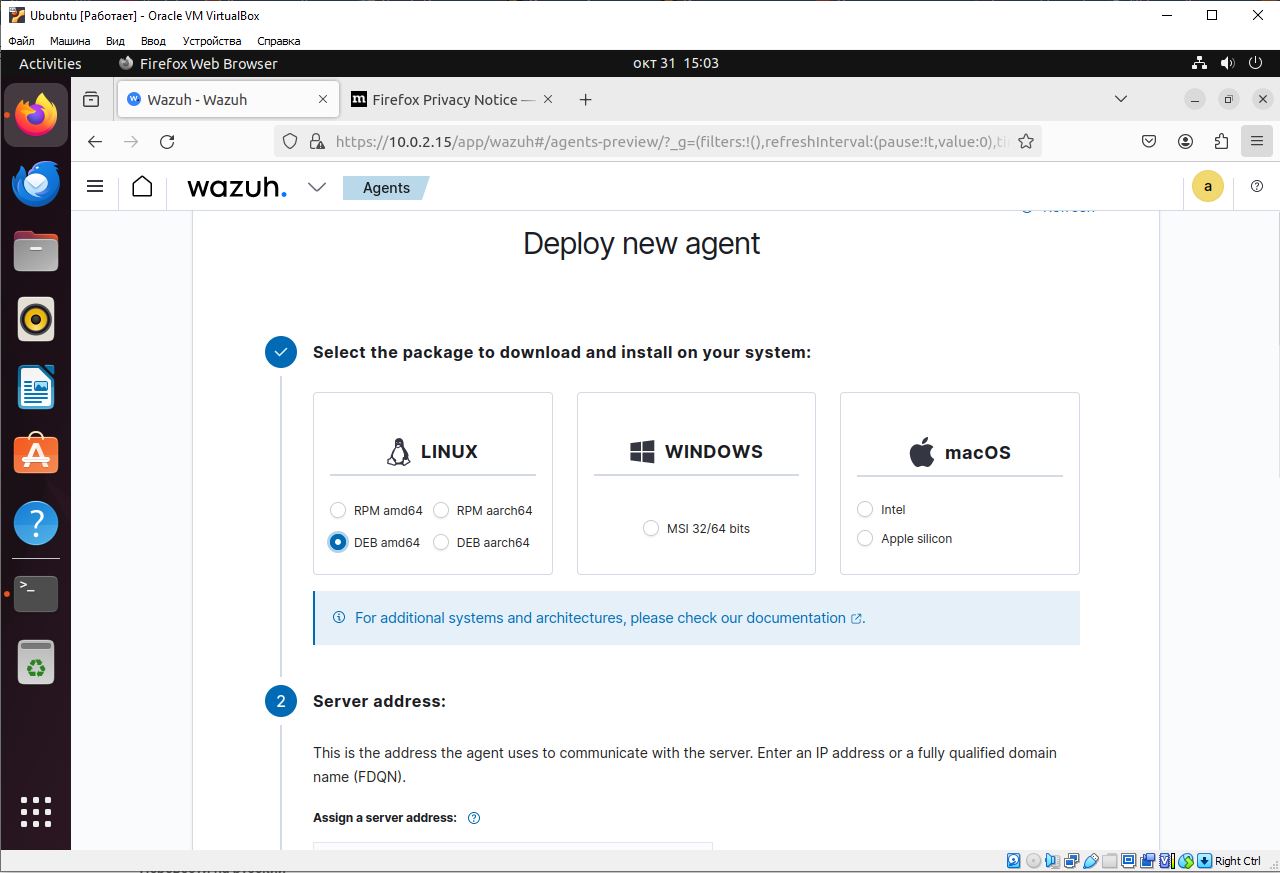 Ububntu [Работает] - Oracle VM VirtualBox
Файл Машина Вид Ввод Устройства Справка
Activities Firefox Web Browser окт 31 15:03
Wazuh - Wazuh Firefox Privacy Notice —
https://10.0.2.15/app/wazuh#/agents-preview/?_g=(filters:!(),refreshInterval:(pause:!t,value:0),ti
wazuh. Agents a
Deploy new agent
Select the package to download and install on your system:
LINUX WINDOWS macOS
RPM amd64 RPM aarch64 Intel
MSI 32/64 bits
DEB amd64 DEB aarch64 Apple silicon
For additional systems and architectures, please check our documentation.
2 Server address:
This is the address the agent uses to communicate with the server. Enter an IP address or a fully qualified domain
name (FDQN).
Assign a server address:
Right Ctrl